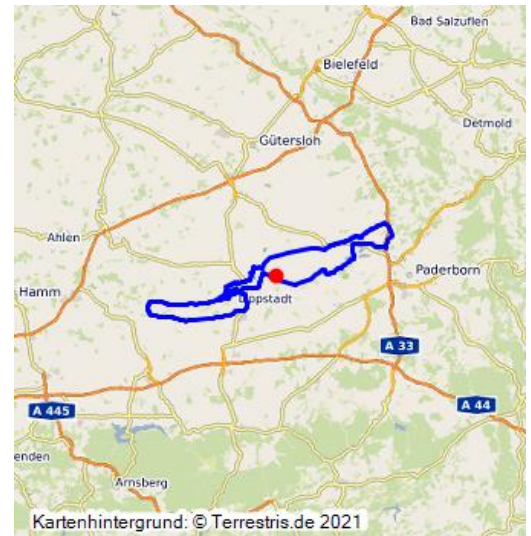 Bad Salzuflen
Bielefeld
Detmold
Gütersloh
Ahlen
Paderborn
Hamm
Lippstadt
A 33
A 445
A 44
enden
Arnsberg
Kartenhintergrund: © Terrestris.de 2021